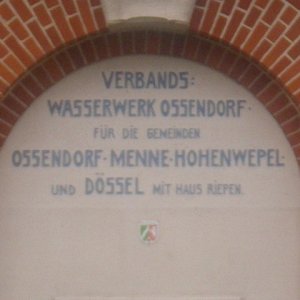 VERBANDS:
WASSERWERK OSSENDORF·
FÜR DIE GEMEINDEN
OSSENDORF·MENNE·HOHENWEPEL·
UND DÖSSEL MIT HAUS RIEPEN.